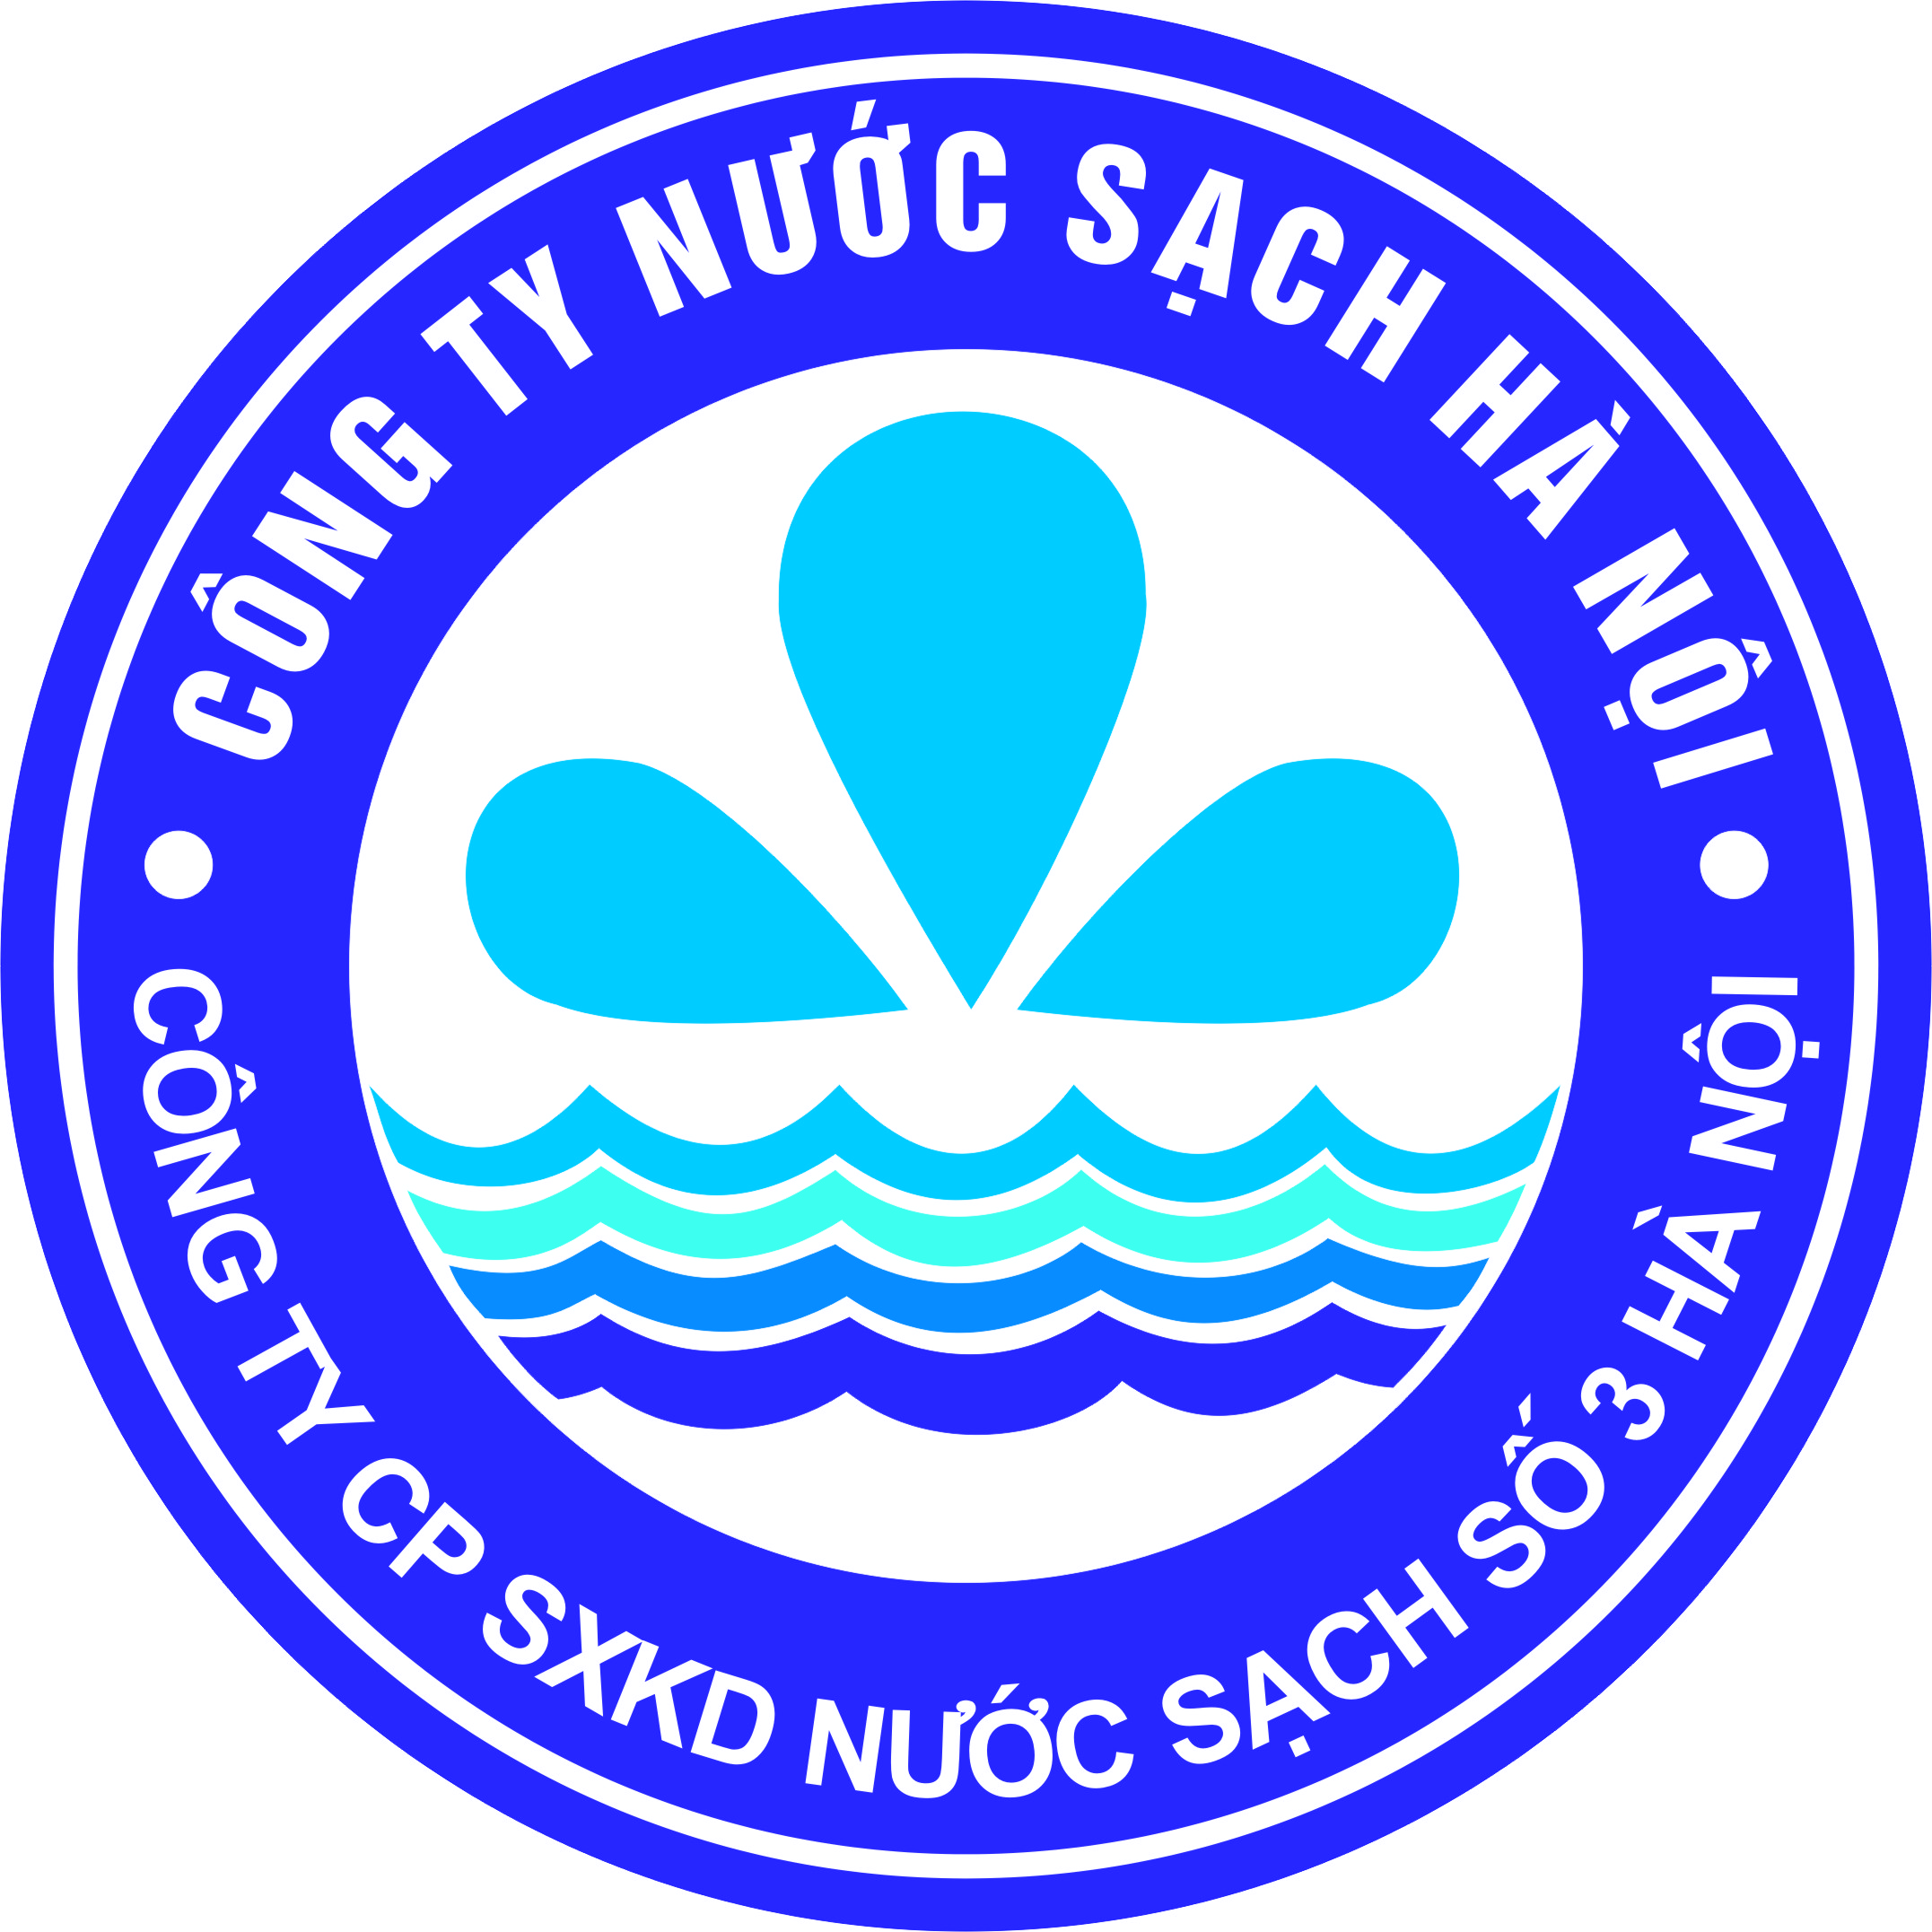 CÔNG TY NƯỚC SẠCH HÀ NỘI
CÔNG TY CP SXKD NƯỚC SẠCH SỐ 3 HÀ NỘI